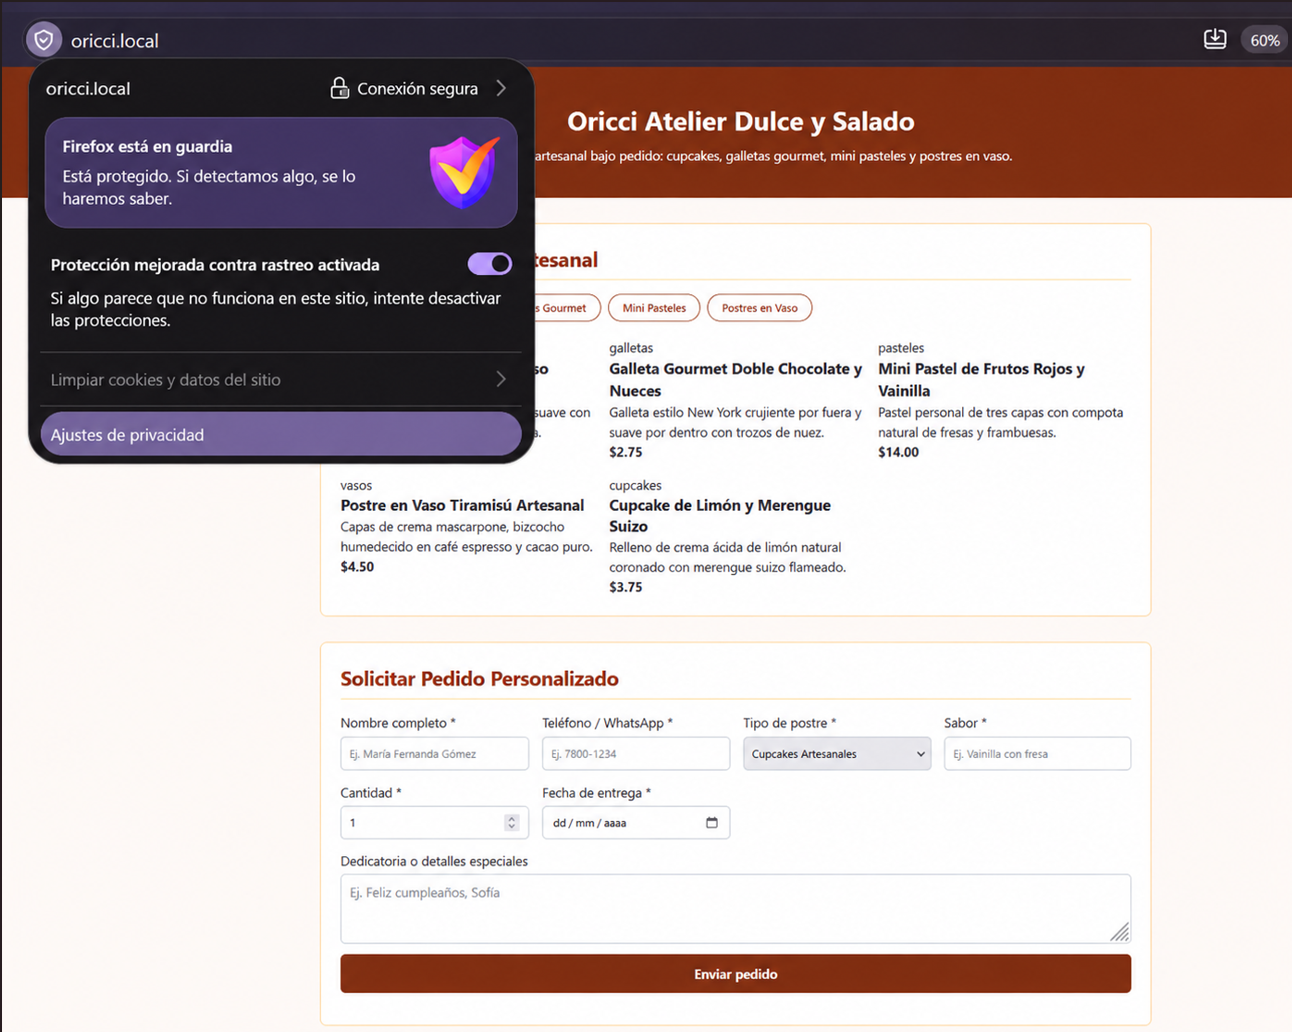 oricci.local
60%
oricci.local
Conexión segura
Firefox está en guardia
Está protegido. Si detectamos algo, se lo
haremos saber.
Protección mejorada contra rastreo activada
Si algo parece que no funciona en este sitio, intente desactivar
las protecciones.
Limpiar cookies y datos del sitio
Ajustes de privacidad
Oricci Atelier Dulce y Salado
artesanal bajo pedido: cupcakes, galletas gourmet, mini pasteles y postres en vaso.
Gourmet
Mini Pasteles
Postres en Vaso
suave con
galletas
Galleta Gourmet Doble Chocolate y
Nueces
Galleta estilo New York crujiente por fuera y
suave por dentro con trozos de nuez.
$2.75
pasteles
Mini Pastel de Frutos Rojos y
Vainilla
Pastel personal de tres capas con compota
natural de fresas y frambuesas.
$14.00
vasos
Postre en Vaso Tiramisú Artesanal
Capas de crema mascarpone, bizcocho
humedecido en café espresso y cacao puro.
$4.50
cupcakes
Cupcake de Limón y Merengue
Suizo
Relleno de crema ácida de limón natural
coronado con merengue suizo flameado.
$3.75
Solicitar Pedido Personalizado
Nombre completo *
Ej. María Fernanda Gómez
Teléfono / WhatsApp *
Ej. 7800-1234
Tipo de postre *
Cupcakes Artesanales
Sabor *
Ej. Vainilla con fresa
Cantidad *
1
Fecha de entrega *
dd / mm / aaaa
Dedicatoria o detalles especiales
Ej. Feliz cumpleaños, Sofía
Enviar pedido